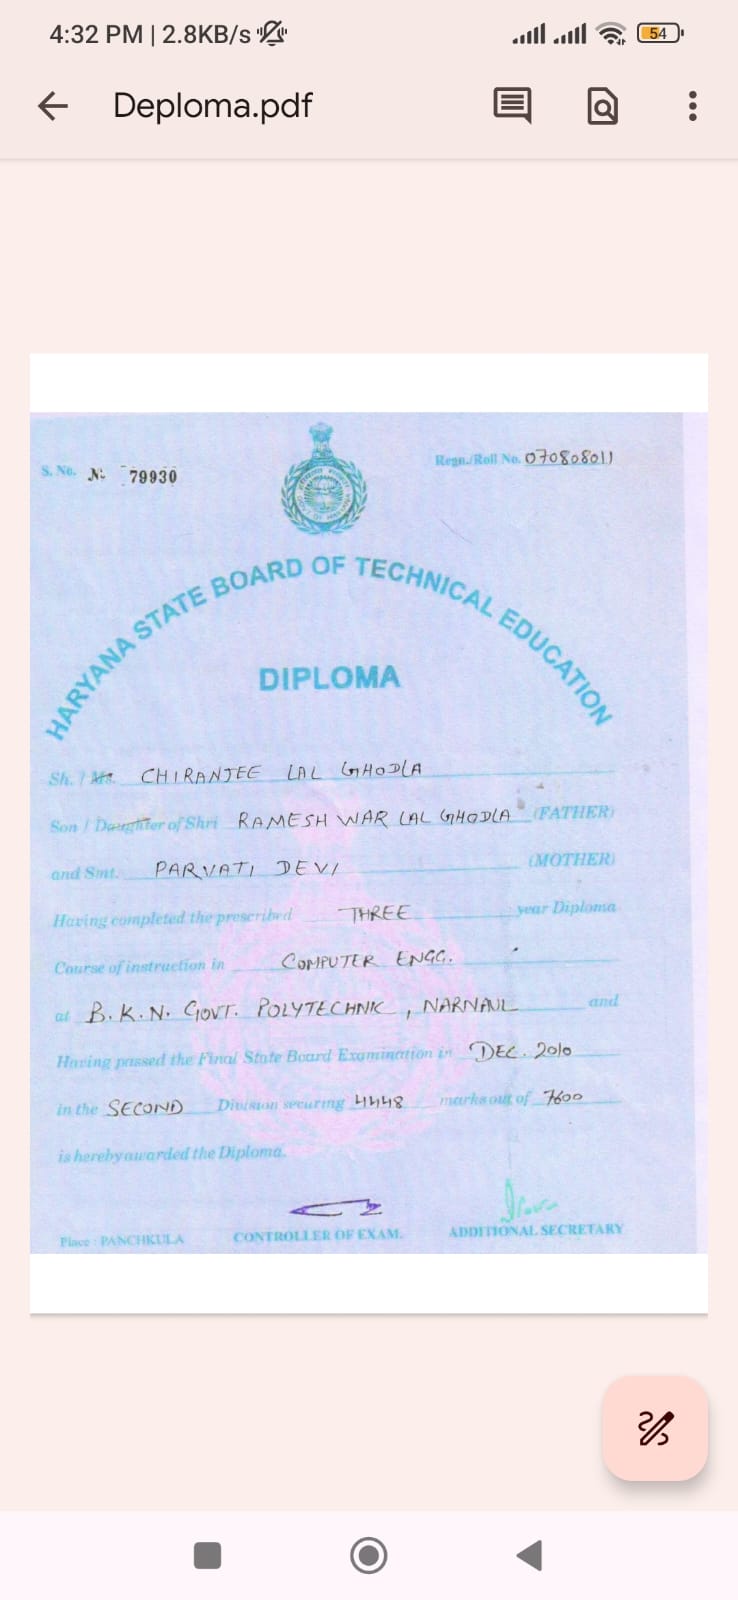 4:32 PM | 2.8KB/s
54
Deploma.pdf
S. No. No 79930
Regn./Roll No. 070808011
HARYANA STATE BOARD OF TECHNICAL EDUCATION
DIPLOMA
Sh. / Ms. CHIRANJEE LAL GHODLA
Son / Daughter of Shri RAMESH WAR LAL GHODLA (FATHER)
and Smt. PARVATI DEVI (MOTHER)
Having completed the prescribed THREE year Diploma
Course of instruction in COMPUTER ENGG.
at B.K.N. GOVT. POLYTECHNIC, NARNAUL and
Having passed the Final State Board Examination in DEC. 2010
in the SECOND Division securing 4448 marks out of 7600
is hereby awarded the Diploma.
Place : PANCHKULA
CONTROLLER OF EXAM.
ADDITIONAL SECRETARY